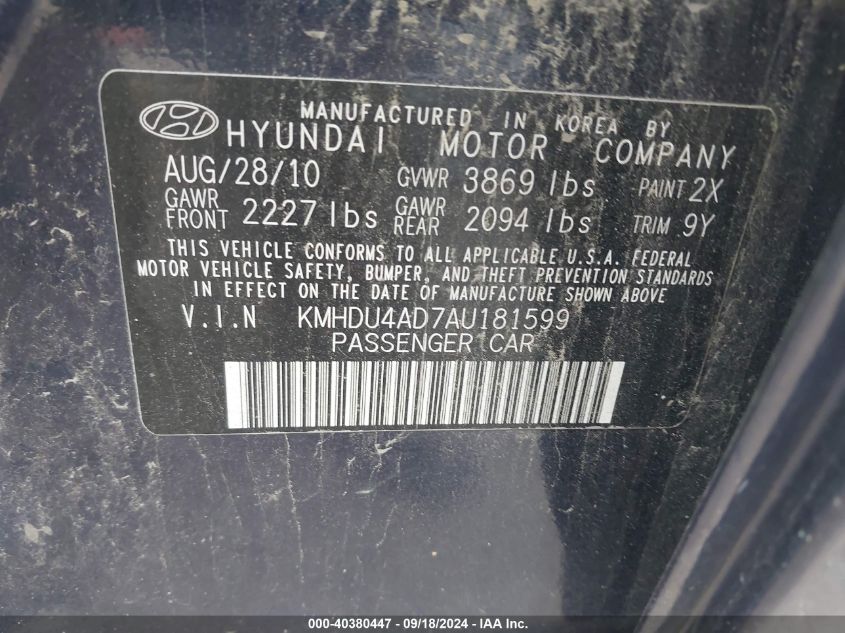 MANUFACTURED IN KOREA BY
HYUNDAI MOTOR COMPANY
AUG/28/10 GVWR 3869 lbs PAINT 2X
GAWR FRONT 2227 lbs GAWR REAR 2094 lbs TRIM 9Y
THIS VEHICLE CONFORMS TO ALL APPLICABLE U.S.A. FEDERAL
MOTOR VEHICLE SAFETY, BUMPER, AND THEFT PREVENTION STANDARDS
IN EFFECT ON THE DATE OF MANUFACTURE SHOWN ABOVE
V.I.N KMHDU4AD7AU181599
PASSENGER CAR
000-40380447 - 09/18/2024 - IAA Inc.